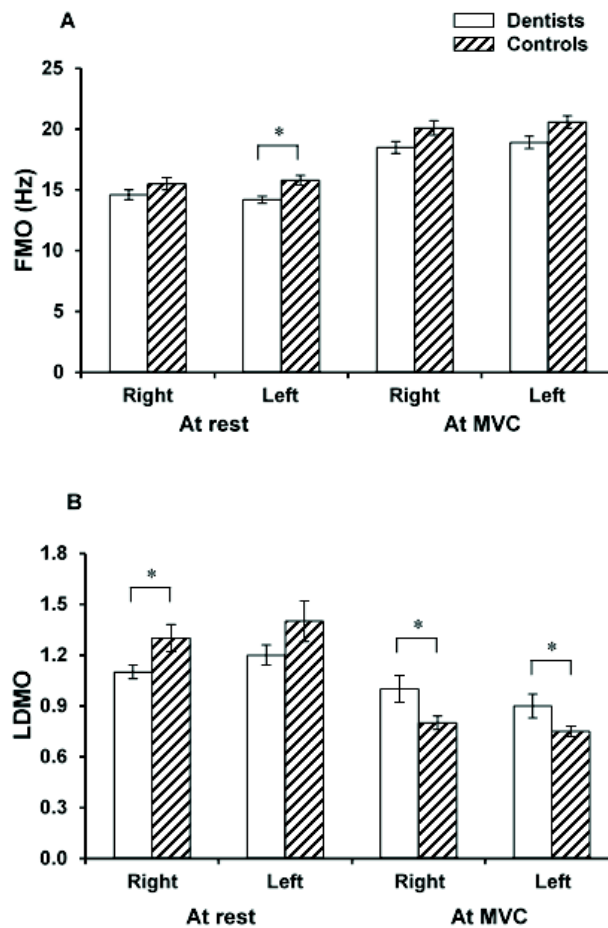 A
Dentists
Controls
25
20
15
10
5
0
FMO (Hz)
*
Right Left Right Left
At rest At MVC
B
1.8
1.5
1.2
0.9
0.6
0.3
0.0
LDMO
* * *
Right Left Right Left
At rest At MVC